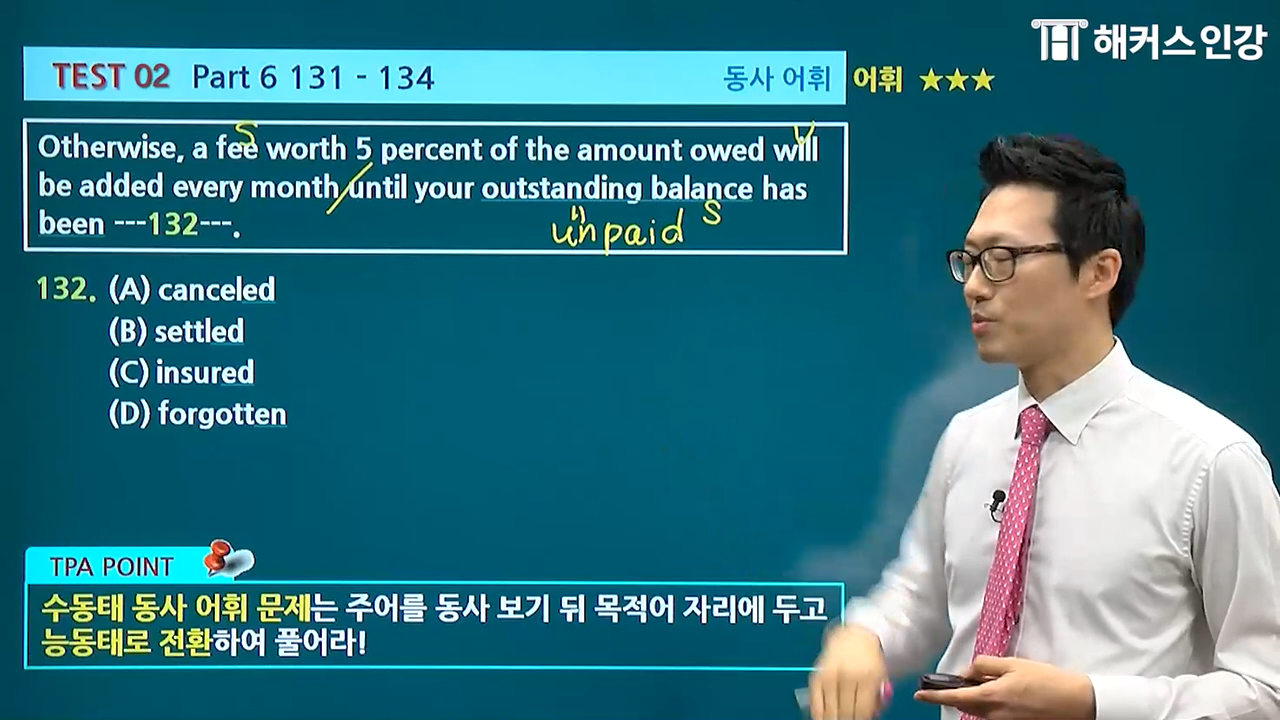 해커스인강
TEST 02 Part 6 131 - 134 동사 어휘 어휘 ★★★
S V
Otherwise, a fee worth 5 percent of the amount owed will
be added every month until your outstanding balance has
been ---132---.
unpaid S
132. (A) canceled
(B) settled
(C) insured
(D) forgotten
TPA POINT
수동태 동사 어휘 문제는 주어를 동사 보기 뒤 목적어 자리에 두고
능동태로 전환하여 풀어라!